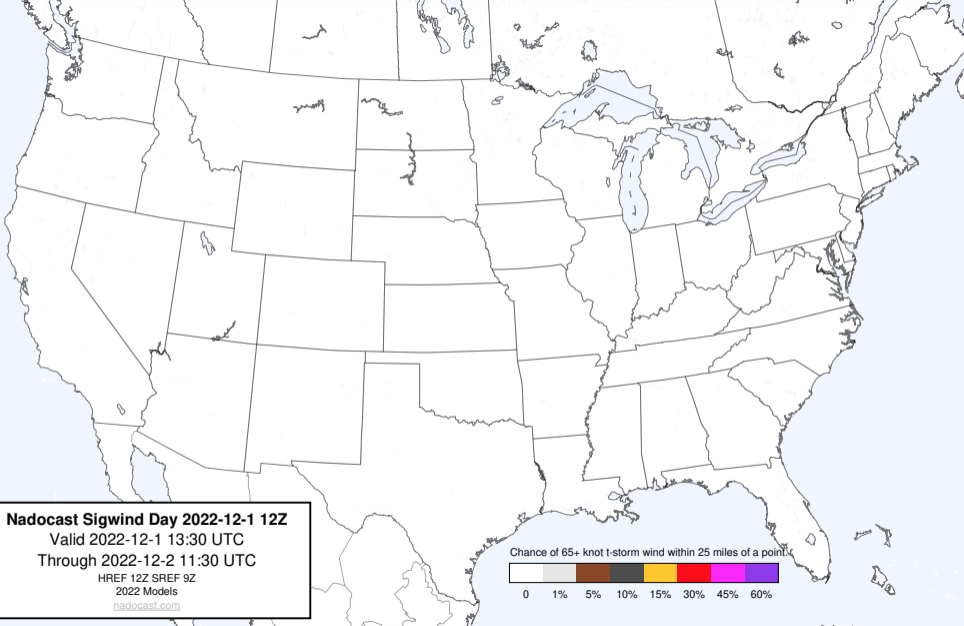 Nadocast Sigwind Day 2022-12-1 12Z
Valid 2022-12-1 13:30 UTC
Through 2022-12-2 11:30 UTC
HREF 12Z SREF 9Z
2022 Models
nadocast.com
Chance of 65+ knot t-storm wind within 25 miles of a point.
0 1% 5% 10% 15% 30% 45% 60%